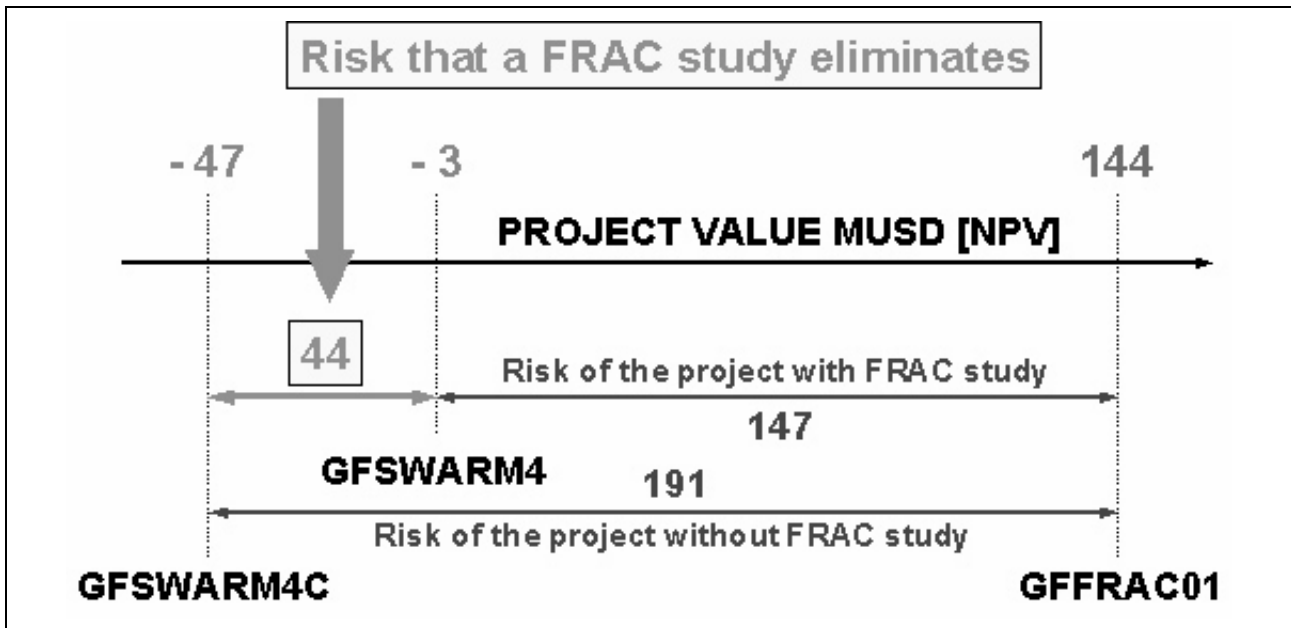 Risk that a FRAC study eliminates
- 47
- 3
144
PROJECT VALUE MUSD [NPV]
44
Risk of the project with FRAC study
147
GFSWARM4
191
Risk of the project without FRAC study
GFSWARM4C
GFFRAC01